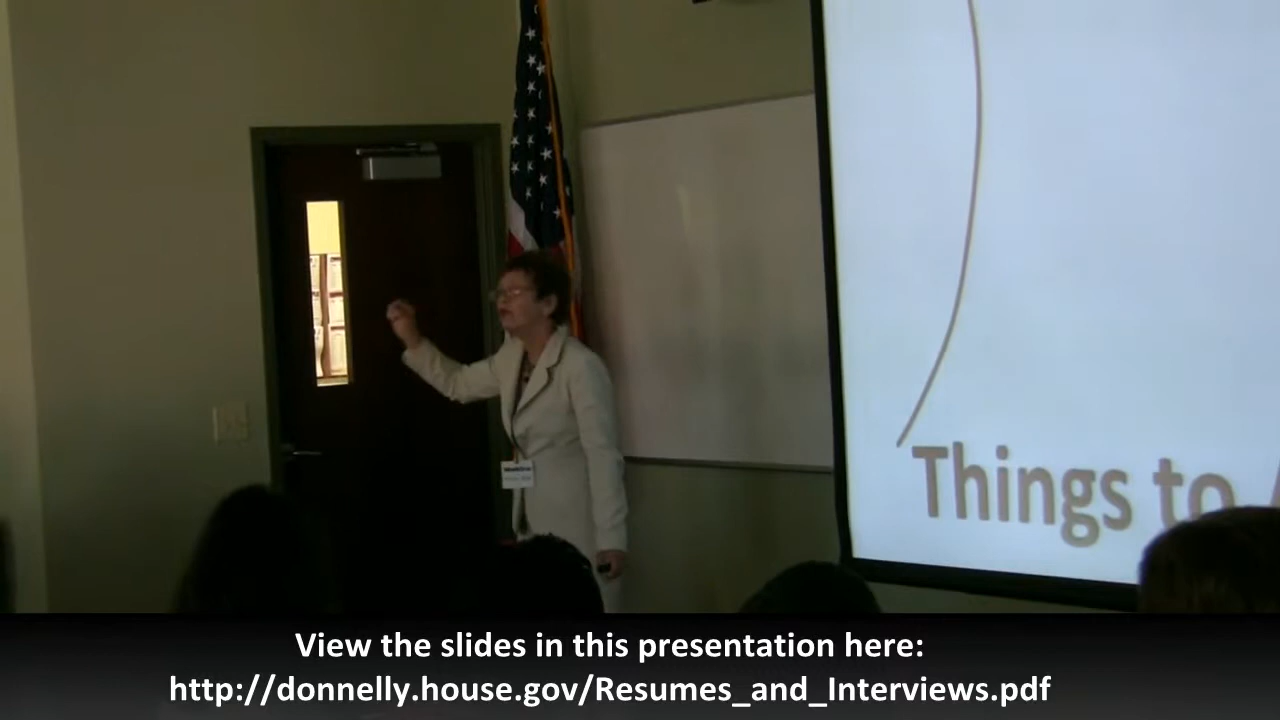 Things to
View the slides in this presentation here:
http://donnelly.house.gov/Resumes_and_Interviews.pdf